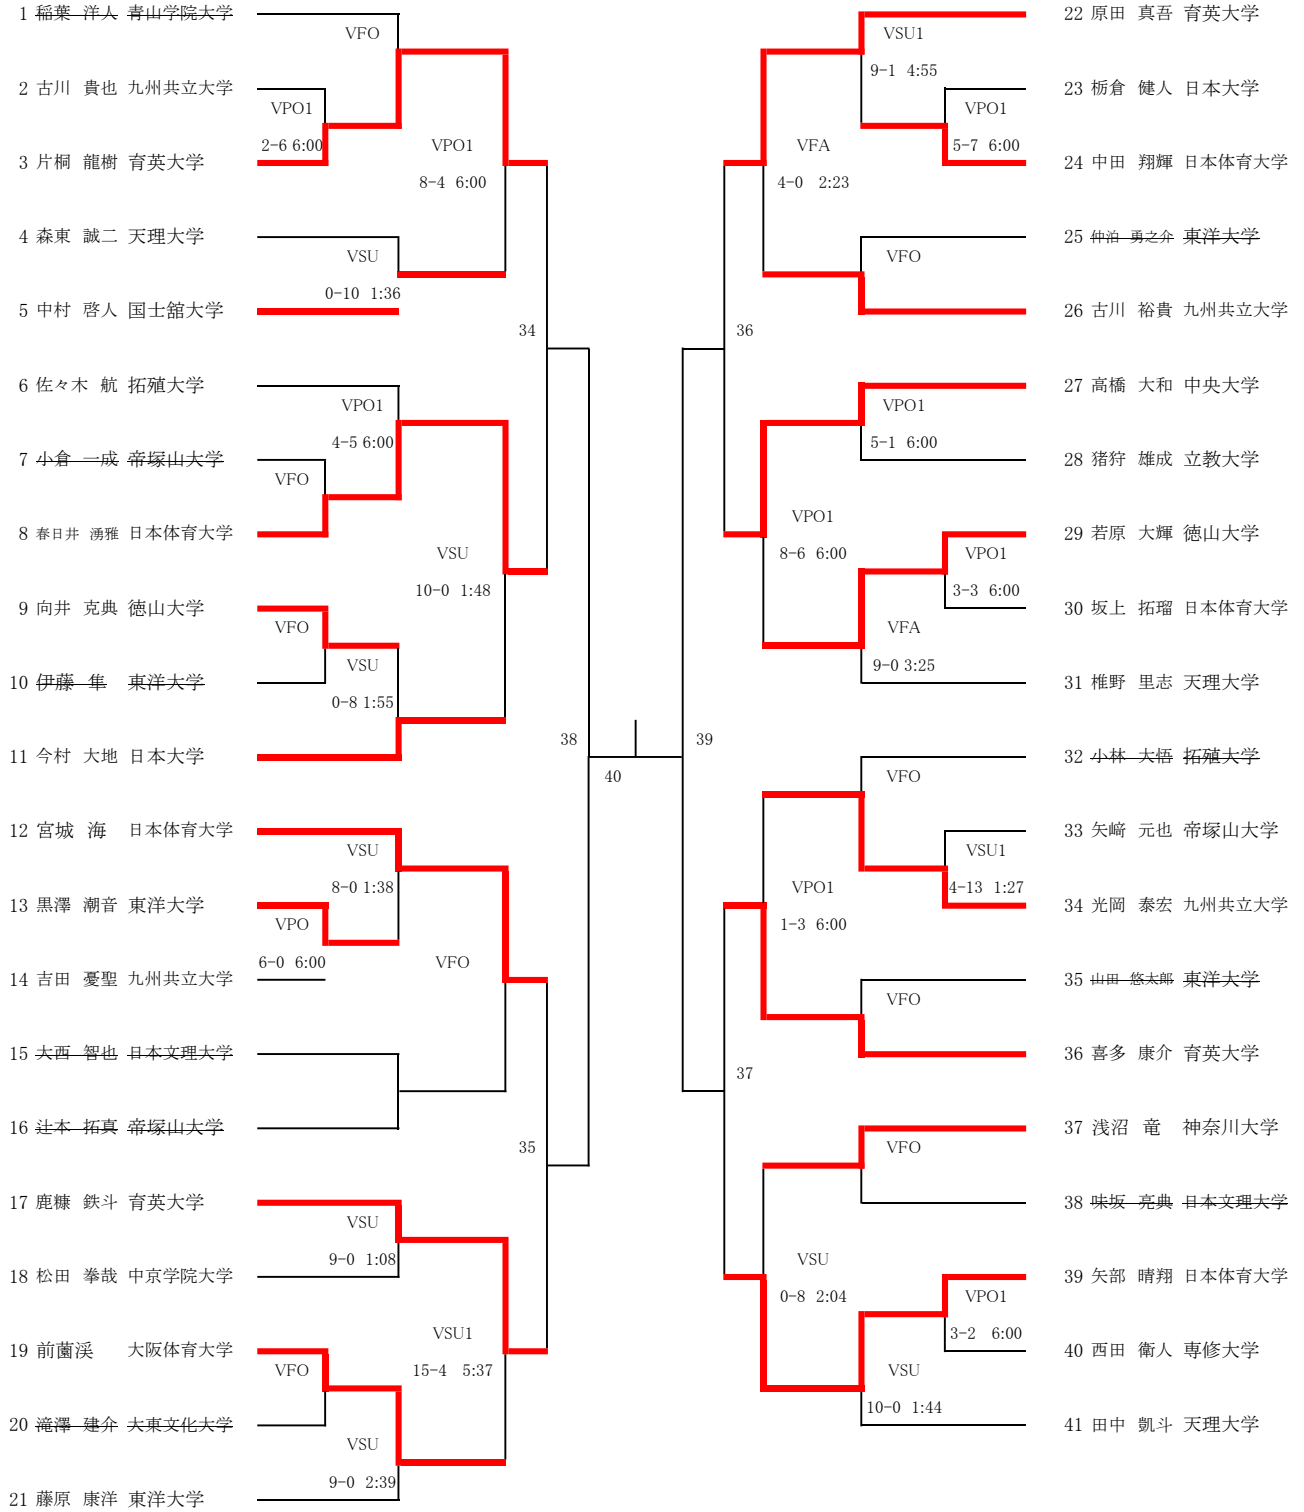 1 稲葉 洋人 青山学院大学
VFO
2 古川 貴也 九州共立大学
VPO1
2-6 6:00
3 片桐 龍樹 育英大学
VPO1
8-4 6:00
4 森東 誠二 天理大学
VSU
0-10 1:36
5 中村 啓人 国士舘大学
34
6 佐々木 航 拓殖大学
VPO1
4-5 6:00
7 小倉 一成 帝塚山大学
VFO
8 春日井 湧雅 日本体育大学
VSU
10-0 1:48
9 向井 克典 徳山大学
VFO
VSU
10 伊藤 隼 東洋大学
0-8 1:55
11 今村 大地 日本大学
38
40
12 宮城 海 日本体育大学
VSU
8-0 1:38
13 黒澤 潮音 東洋大学
VPO
6-0 6:00
VFO
14 吉田 憂聖 九州共立大学
15 大西 智也 日本文理大学
16 辻本 拓真 帝塚山大学
35
17 鹿糠 鉄斗 育英大学
VSU
9-0 1:08
18 松田 拳哉 中京学院大学
VSU1
15-4 5:37
19 前薗渓 大阪体育大学
VFO
20 滝澤 建介 大東文化大学
VSU
9-0 2:39
21 藤原 康洋 東洋大学
22 原田 真吾 育英大学
VSU1
9-1 4:55
23 栃倉 健人 日本大学
VPO1
5-7 6:00
24 中田 翔輝 日本体育大学
VFA
4-0 2:23
25 仲泊 勇之介 東洋大学
VFO
26 古川 裕貴 九州共立大学
36
27 高橋 大和 中央大学
VPO1
5-1 6:00
28 猪狩 雄成 立教大学
VPO1
8-6 6:00
29 若原 大輝 徳山大学
VPO1
3-3 6:00
30 坂上 拓瑠 日本体育大学
VFA
9-0 3:25
31 椎野 里志 天理大学
39
32 小林 大悟 拓殖大学
VFO
33 矢﨑 元也 帝塚山大学
VSU1
4-13 1:27
34 光岡 泰宏 九州共立大学
VPO1
1-3 6:00
35 山田 悠太郎 東洋大学
VFO
36 喜多 康介 育英大学
37
37 浅沼 竜 神奈川大学
VFO
38 味坂 亮典 日本文理大学
VSU
0-8 2:04
39 矢部 晴翔 日本体育大学
VPO1
3-2 6:00
40 西田 衛人 専修大学
VSU
10-0 1:44
41 田中 凱斗 天理大学